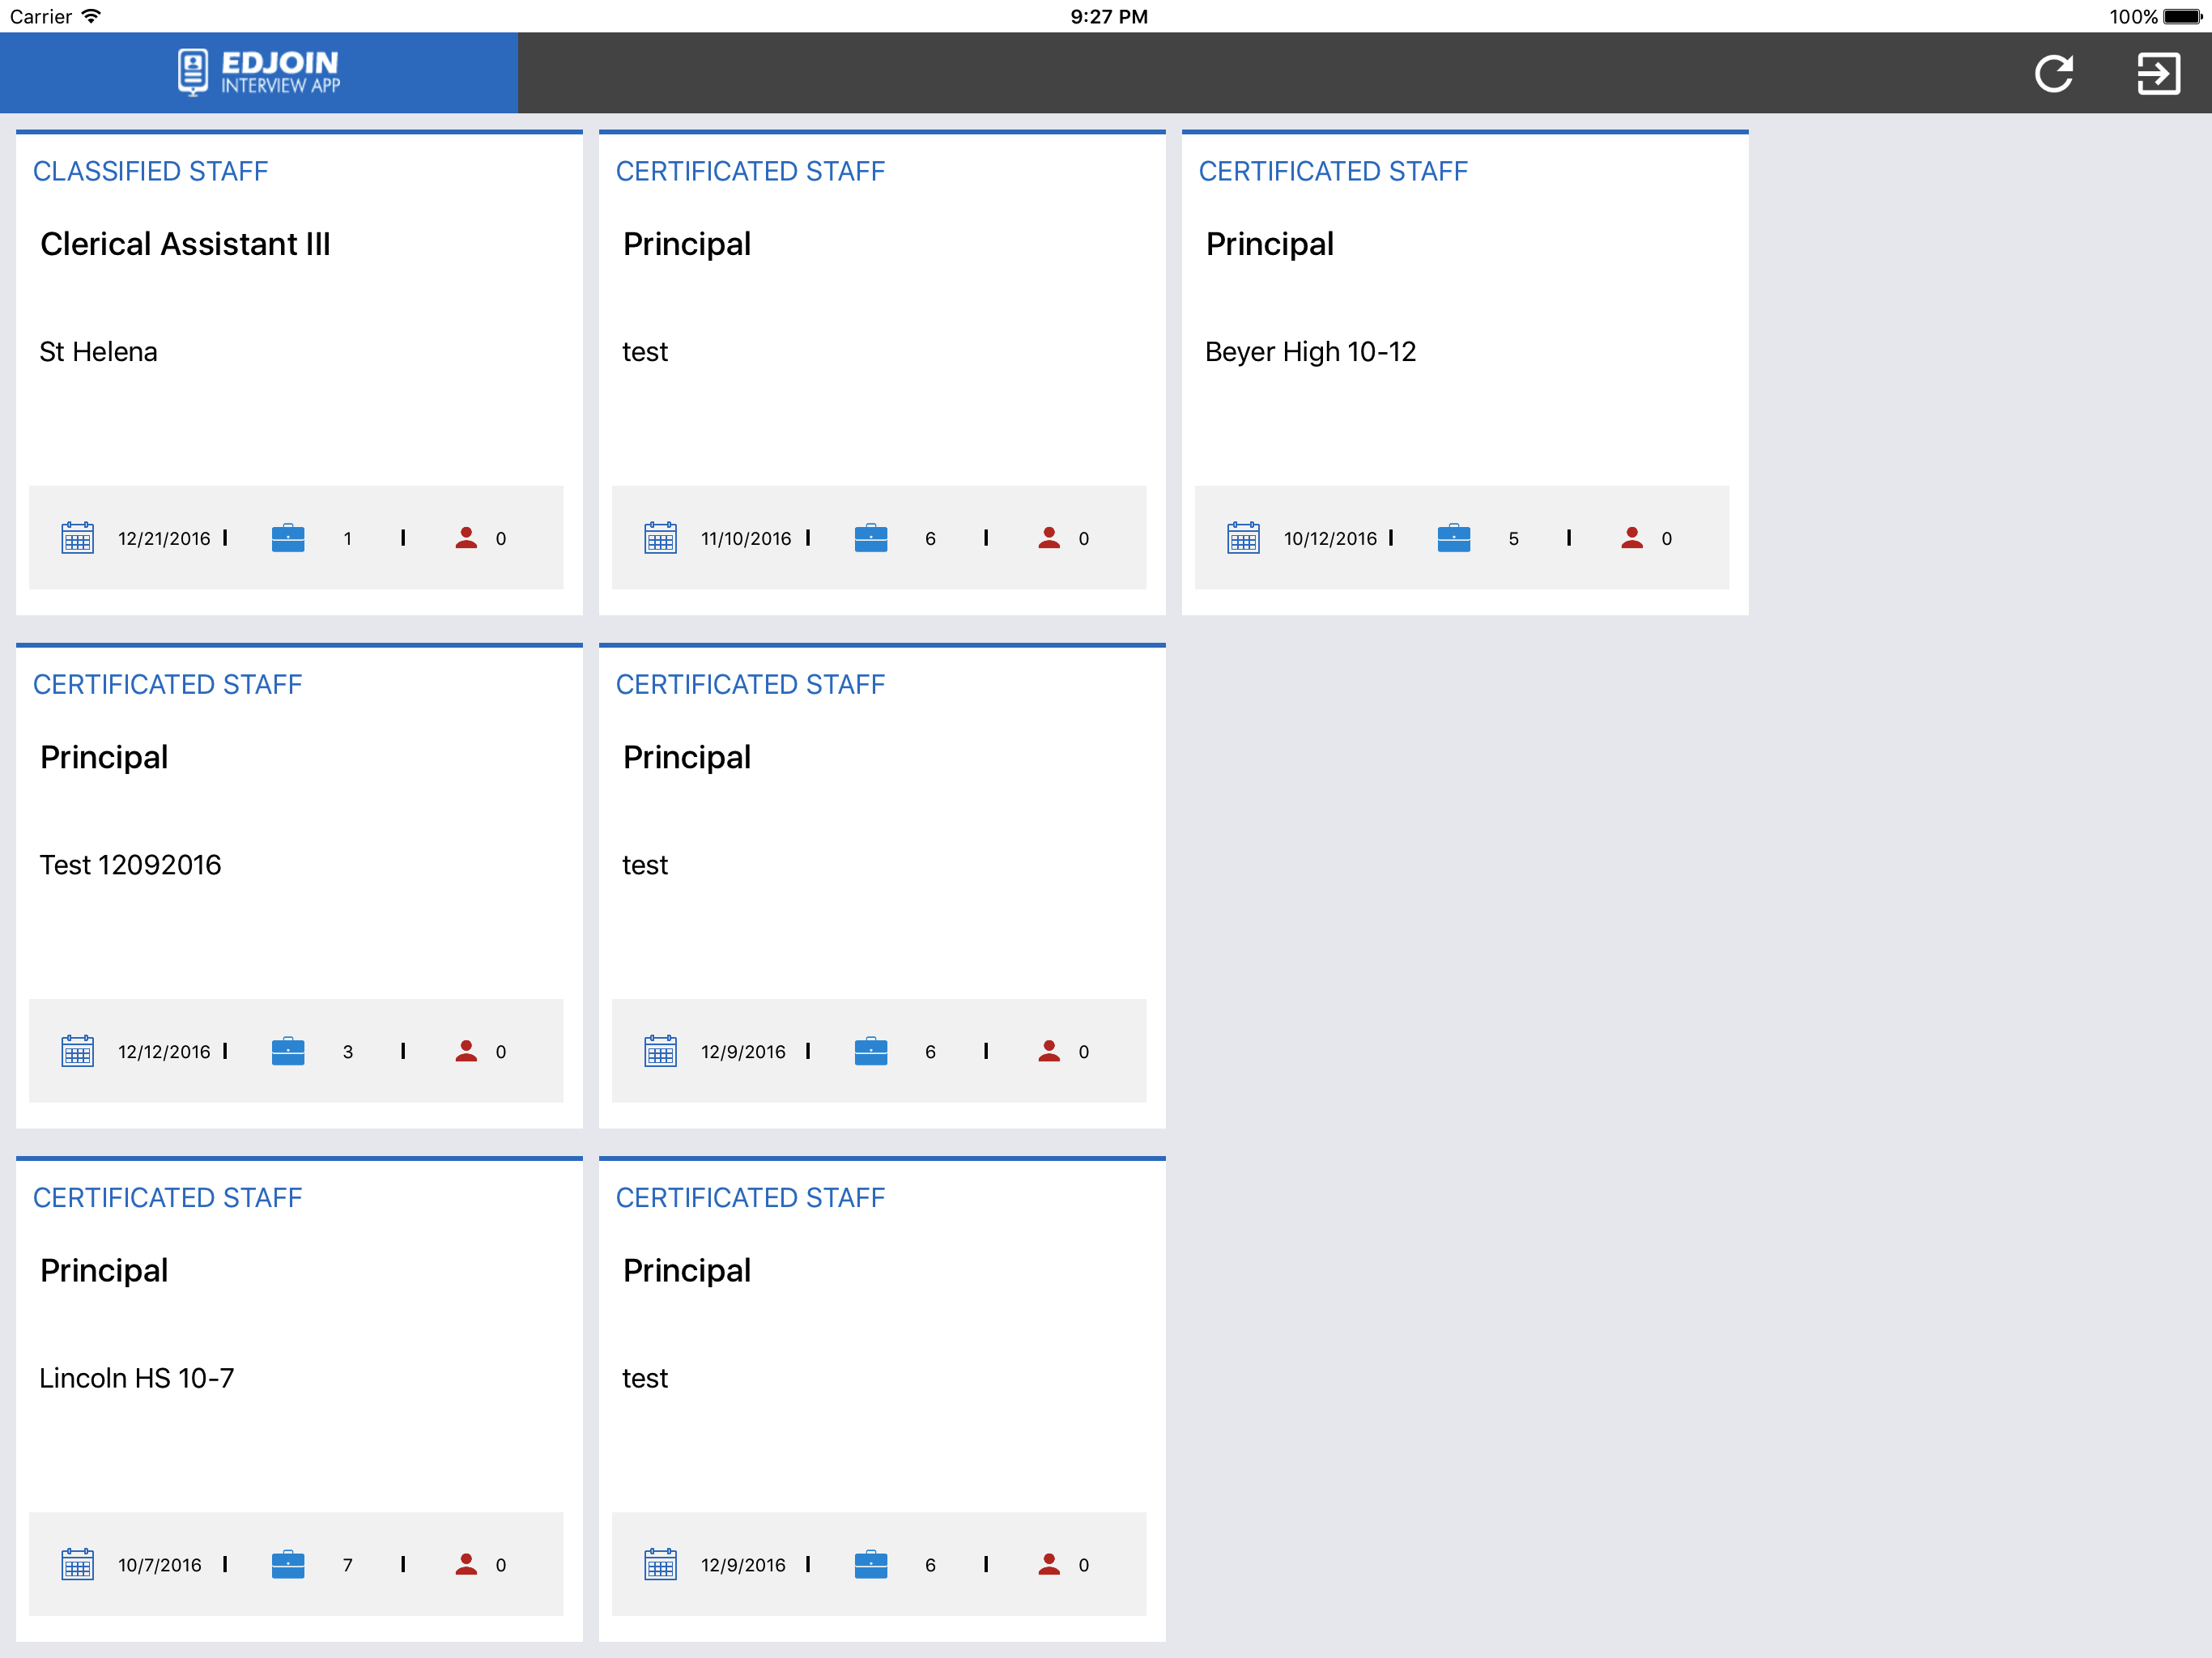 Carrier 9:27 PM 100%
EDJOIN
INTERVIEW APP
CLASSIFIED STAFF
Clerical Assistant III
St Helena
12/21/2016 1 0
CERTIFICATED STAFF
Principal
test
11/10/2016 6 0
CERTIFICATED STAFF
Principal
Beyer High 10-12
10/12/2016 5 0
CERTIFICATED STAFF
Principal
Test 12092016
12/12/2016 3 0
CERTIFICATED STAFF
Principal
test
12/9/2016 6 0
CERTIFICATED STAFF
Principal
Lincoln HS 10-7
10/7/2016 7 0
CERTIFICATED STAFF
Principal
test
12/9/2016 6 0